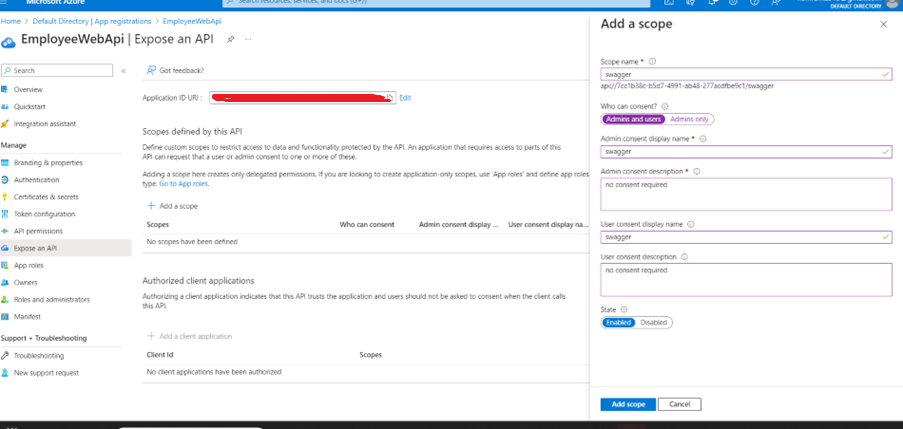 Microsoft Azure
Search resources, services, and docs (G+/)
DEFAULT DIRECTORY
Home > Default Directory | App registrations > EmployeeWebApi >
EmployeeWebApi | Expose an API
Search
Overview
Quickstart
Integration assistant
Manage
Branding & properties
Authentication
Certificates & secrets
Token configuration
API permissions
Expose an API
App roles
Owners
Roles and administrators
Manifest
Support + Troubleshooting
Troubleshooting
New support request
Got feedback?
Application ID URI :
Edit
Scopes defined by this API
Define custom scopes to restrict access to data and functionality protected by the API. An application that requires access to parts of this
API can request that a user or admin consent to one or more of these.
Adding a scope here creates only delegated permissions. If you are looking to create application-only scopes, use 'App roles' and define app roles
type. Go to App roles.
Add a scope
Scopes Who can consent Admin consent display ... User consent display na...
No scopes have been defined
Authorized client applications
Authorizing a client application indicates that this API trusts the application and users should not be asked to consent when the client calls
this API.
Add a client application
Client Id Scopes
No client applications have been authorized
Add a scope
Scope name *
swagger
api://7cc1b38c-b5d7-4991-ab48-277acdfbe9c1/swagger
Who can consent?
Admins and users Admins only
Admin consent display name *
swagger
Admin consent description *
no consent required
User consent display name
swagger
User consent description
no consent required
State
Enabled Disabled
Add scope Cancel